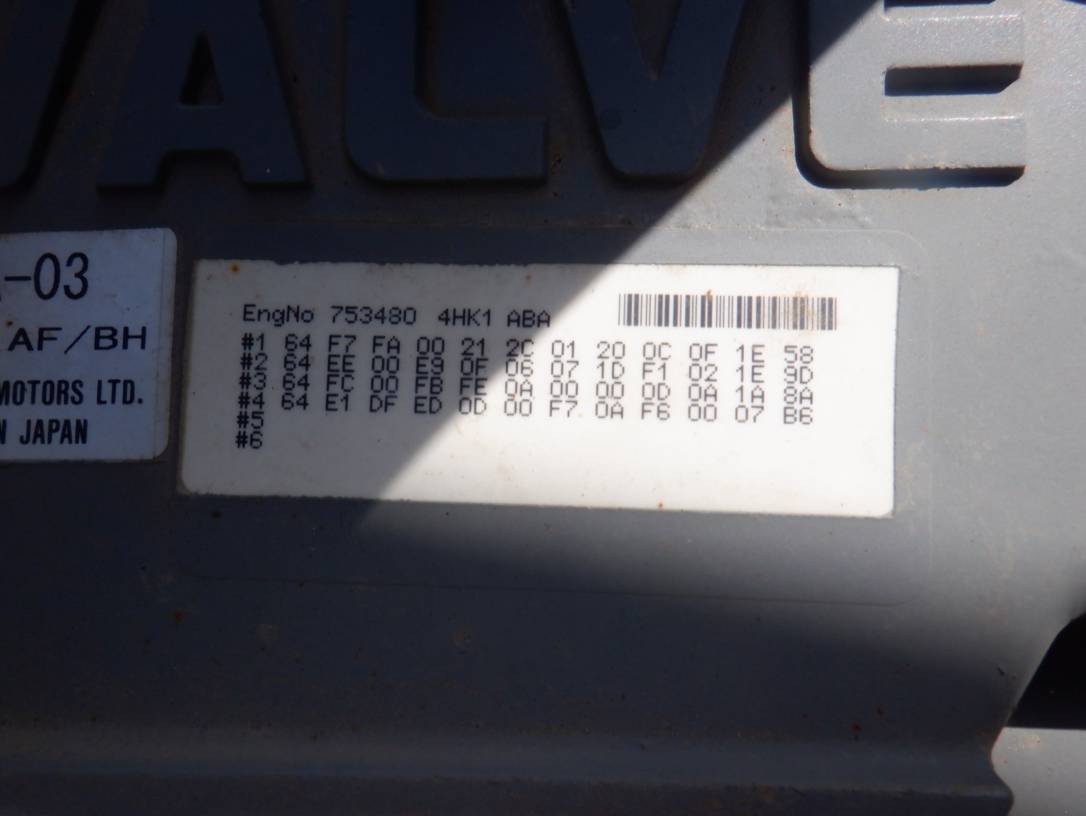 VALVE
-03
AF/BH
MOTORS LTD.
N JAPAN
EngNo 753480 4HK1 ABA
#1 64 F7 FA 00 21 2C 01 20 0C 0F 1E 58
#2 64 EE 00 E9 0F 06 07 1D F1 02 1E 9D
#3 64 FC 00 FB FE 0A 00 00 0D 0A 1A 8A
#4 64 E1 DF ED 0D 00 F7 0A F6 00 07 B6
#5
#6